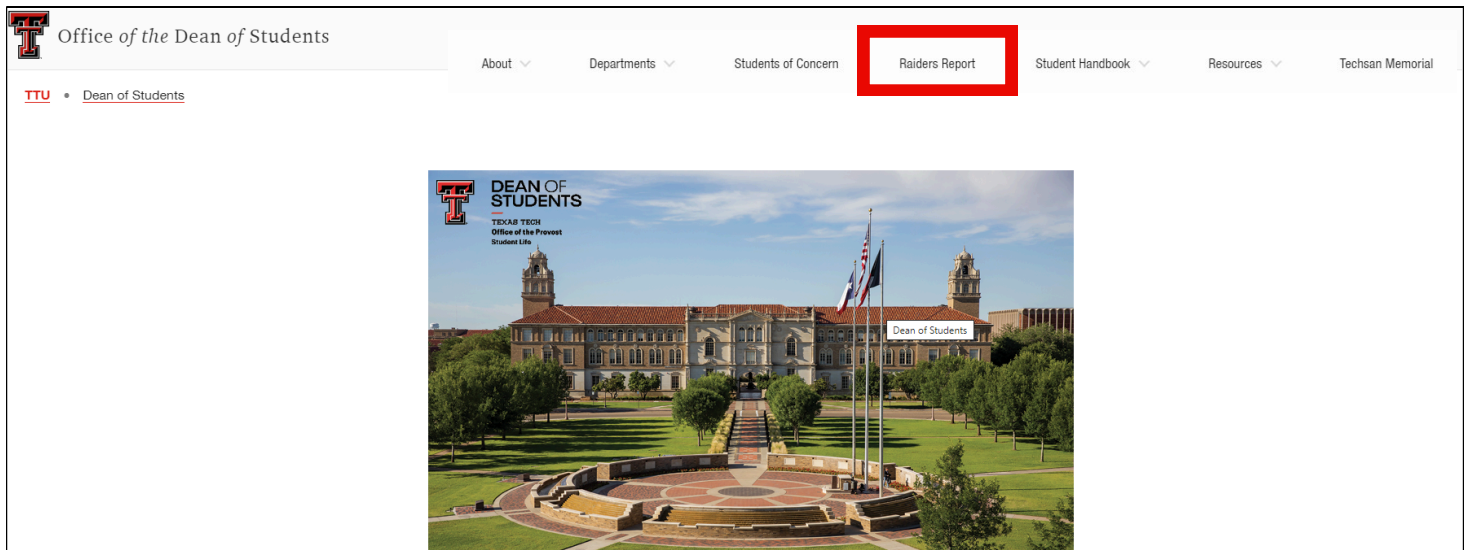 Office of the Dean of Students
About Departments Students of Concern Raiders Report Student Handbook Resources Techsan Memorial
TTU • Dean of Students
DEAN OF
STUDENTS
TEXAS TECH
Office of the Provost
Student Life
Dean of Students